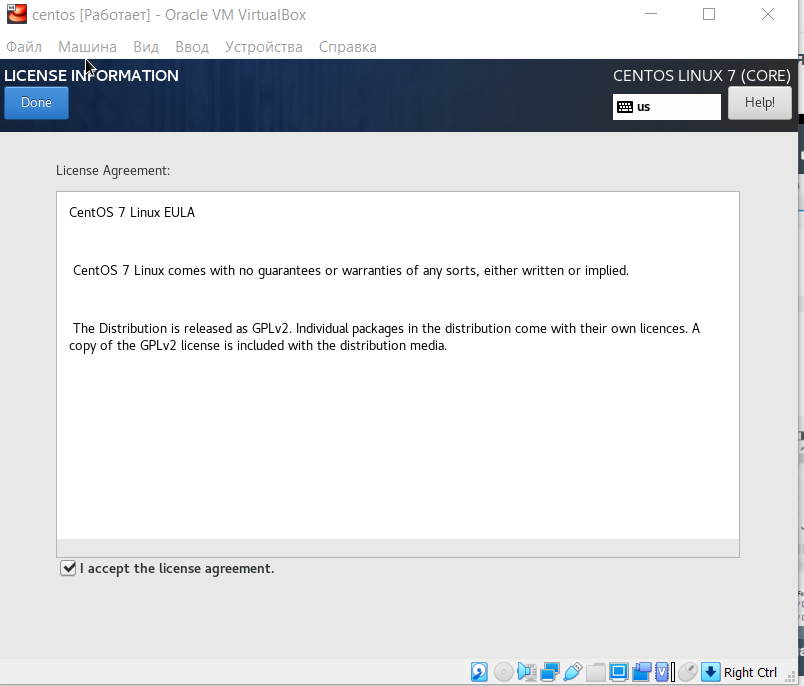 centos [Работает] - Oracle VM VirtualBox
Файл Машина Вид Ввод Устройства Справка
LICENSE INFORMATION
CENTOS LINUX 7 (CORE)
Done
us
Help!
License Agreement:
CentOS 7 Linux EULA
CentOS 7 Linux comes with no guarantees or warranties of any sorts, either written or implied.
The Distribution is released as GPLv2. Individual packages in the distribution come with their own licences. A
copy of the GPLv2 license is included with the distribution media.
I accept the license agreement.
Right Ctrl